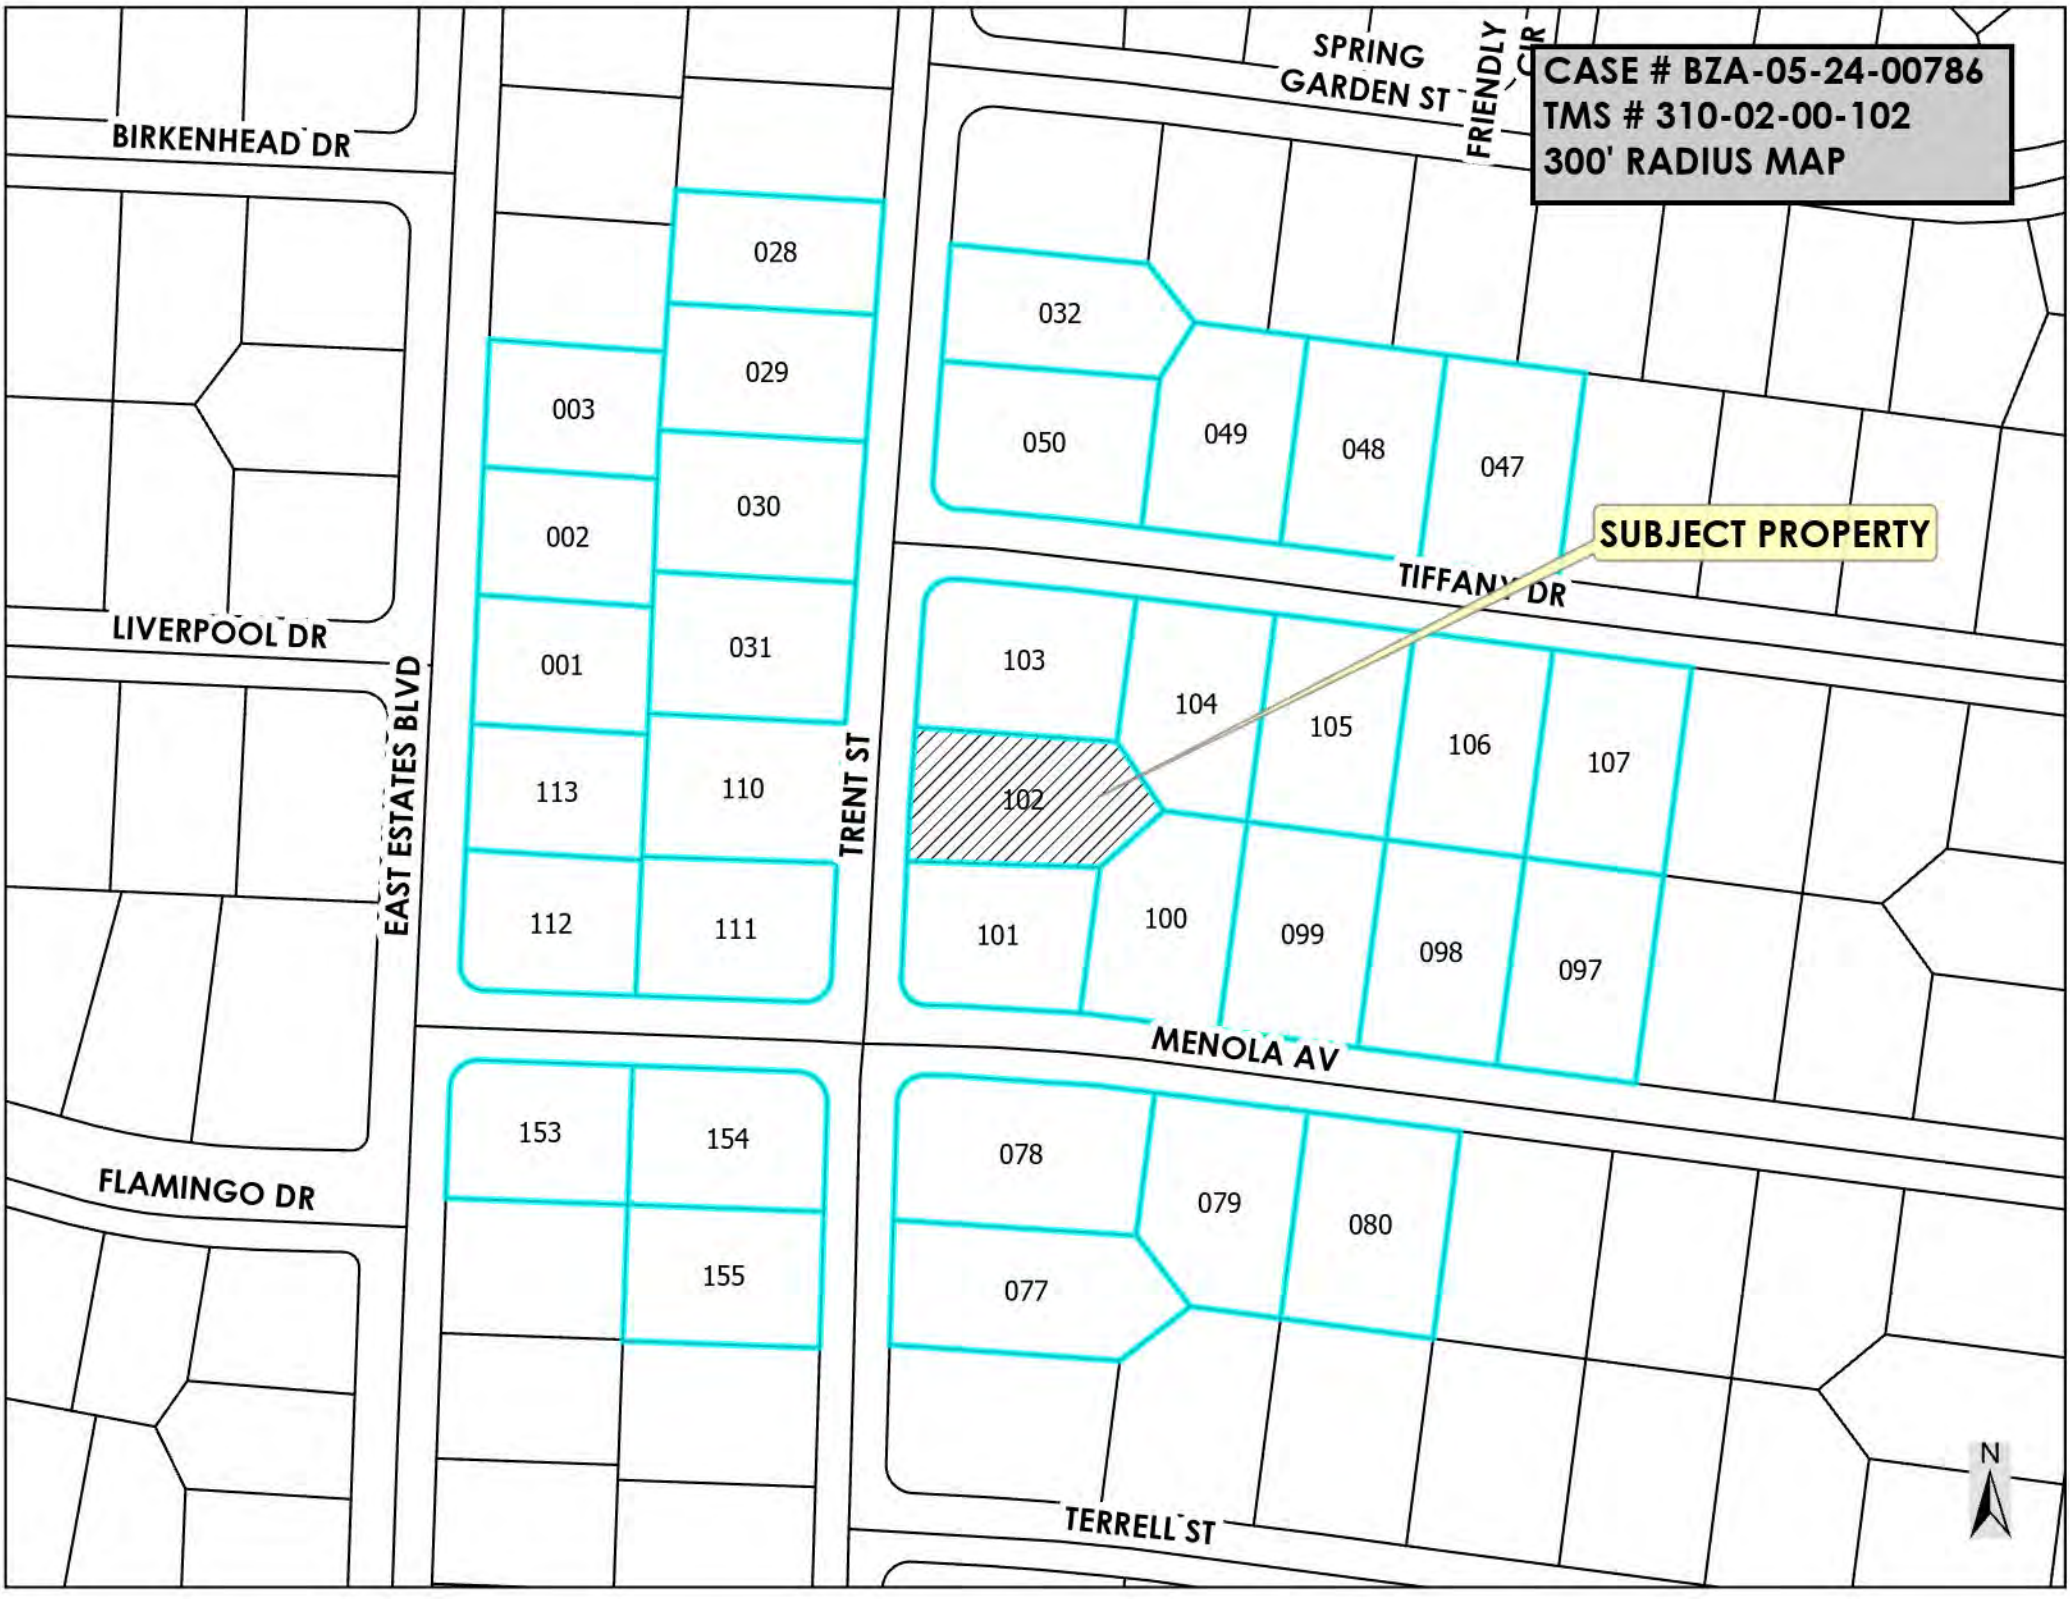 SPRING
GARDEN ST
FRIENDLY
CIR
CASE # BZA-05-24-00786
TMS # 310-02-00-102
300' RADIUS MAP
BIRKENHEAD DR
028
032
029
003
050
049
048
047
030
002
SUBJECT PROPERTY
TIFFANY DR
LIVERPOOL DR
031
001
103
104
105
106
107
EAST ESTATES BLVD
TRENT ST
113
110
102
112
111
101
100
099
098
097
MENOLA AV
153
154
078
079
080
FLAMINGO DR
155
077
N
TERRELL ST